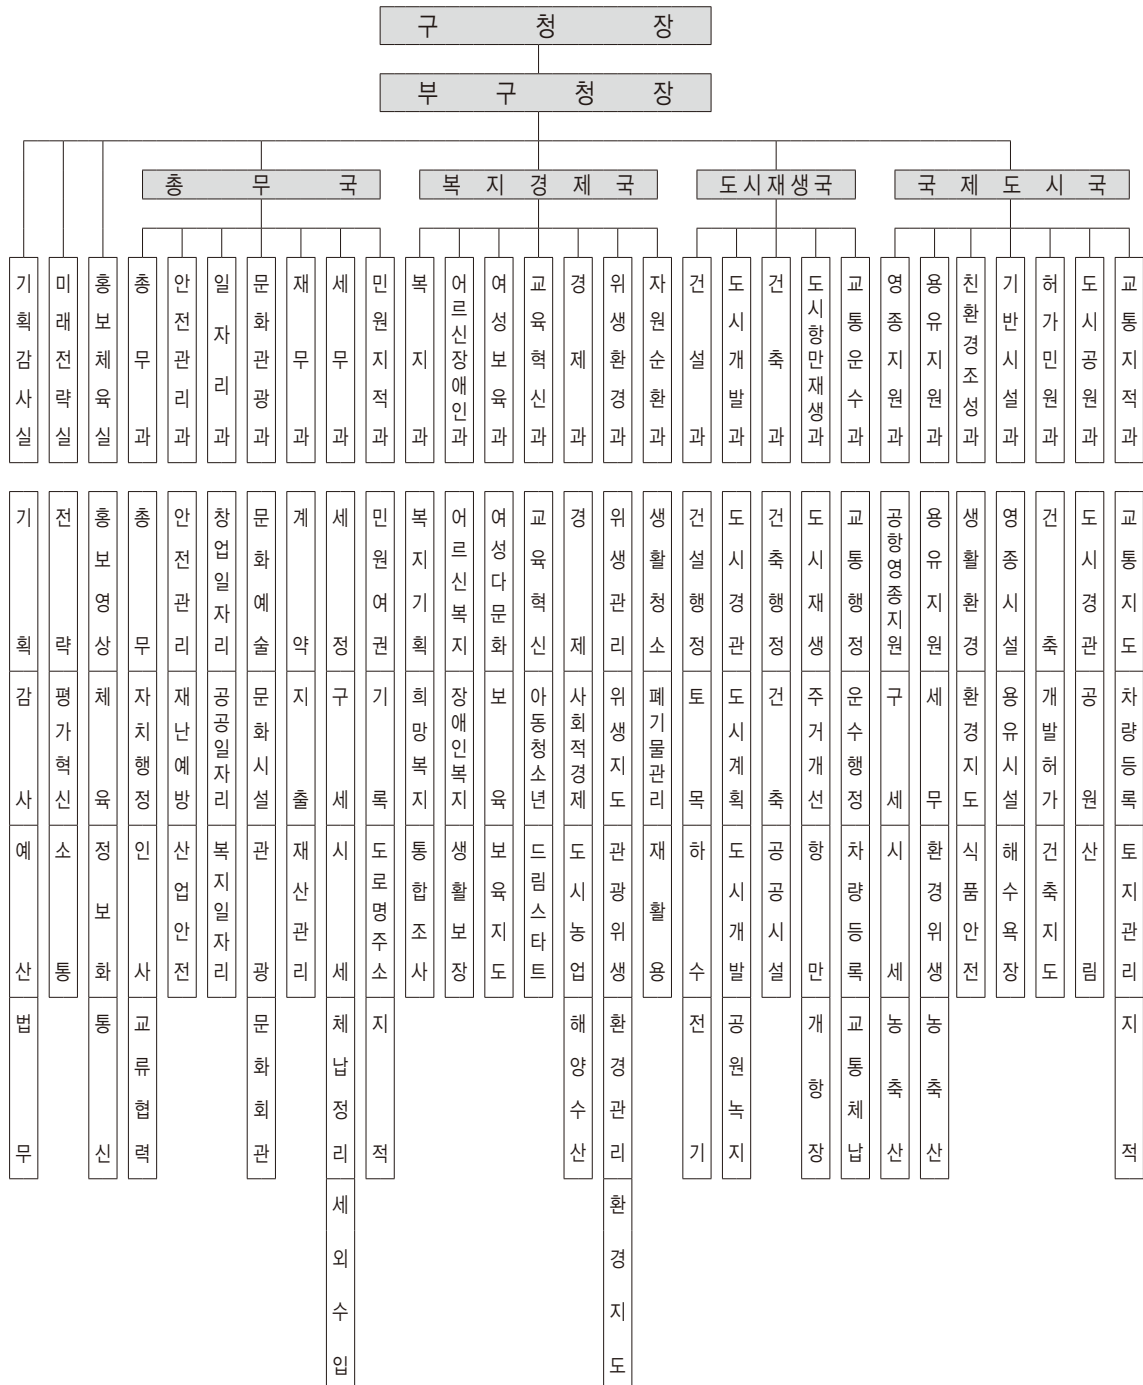 구 청 장
부 구 청 장
총 무 국
복 지 경 제 국
도시재생국
국 제 도 시 국
기획감사실
미래전략실
홍보체육실
총무과
안전관리과
일자리과
문화관광과
재무과
세무과
민원지적과
복지과
어르신장애인과
여성보육과
교육혁신과
경제과
위생환경과
자원순환과
건설과
도시개발과
건축과
도시항만재생과
교통운수과
영종지원과
용유지원과
친환경조성과
기반시설과
허가민원과
도시공원과
교통지적과
기획
감사
예산
법무
전략
평가혁신
소통
홍보영상
체육
정보화
통신
총무
자치행정
인사
교류협력
안전관리
재난예방
산업안전
창업일자리
공공일자리
복지일자리
문화예술
문화시설
관광
문화회관
계약
지출
재산관리
세정
구세
시세
체납정리
세외수입
민원여권
기록
도로명주소
지적
복지기획
희망복지
통합조사
어르신복지
장애인복지
생활보장
여성다문화
보육
보육지도
교육혁신
아동청소년
드림스타트
경제
사회적경제
도시농업
해양수산
위생관리
위생지도
관광위생
환경관리
환경지도
생활청소
폐기물관리
재활용
건설행정
토목
하수
전기
도시경관
도시계획
도시개발
공원녹지
건축행정
건축
공공시설
도시재생
주거개선
항만
개항장
교통행정
운수행정
차량등록
교통체납
공항영종지원
구세
시세
농축산
용유지원
세무
환경위생
농축산
생활환경
환경지도
식품안전
영종시설
용유시설
해수욕장
건축
개발허가
건축지도
도시경관
공원
산림
교통지도
차량등록
토지관리
지적